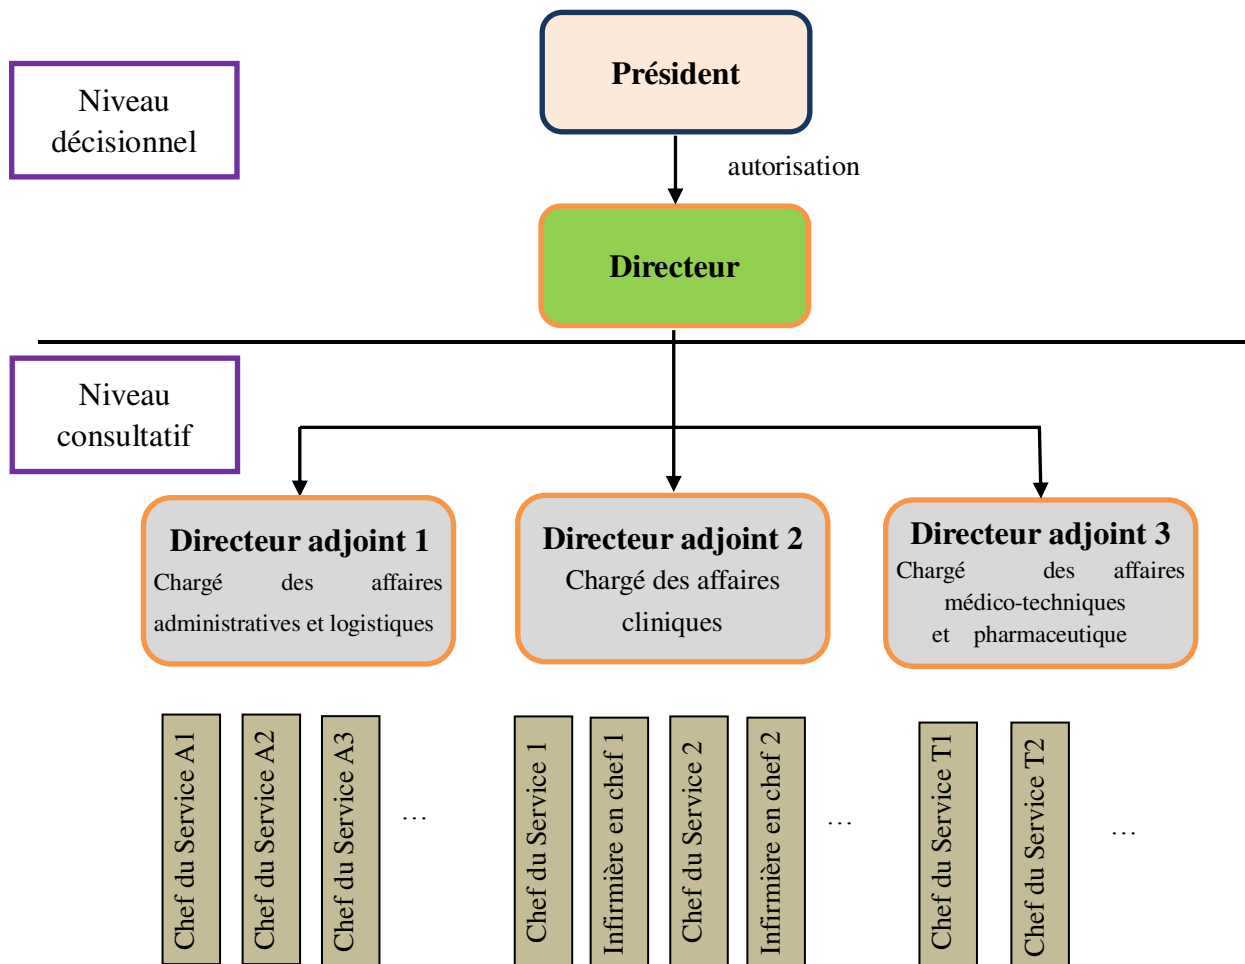 Président
Niveau
décisionnel
autorisation
Directeur
Niveau
consultatif
Directeur adjoint 1
Chargé des affaires
administratives et logistiques
Directeur adjoint 2
Chargé des affaires
cliniques
Directeur adjoint 3
Chargé des affaires
médico-techniques
et pharmaceutique
Chef du Service A1
Chef du Service A2
Chef du Service A3
…
Chef du Service 1
Infirmière en chef 1
Chef du Service 2
Infirmière en chef 2
…
Chef du Service T1
Chef du Service T2
…